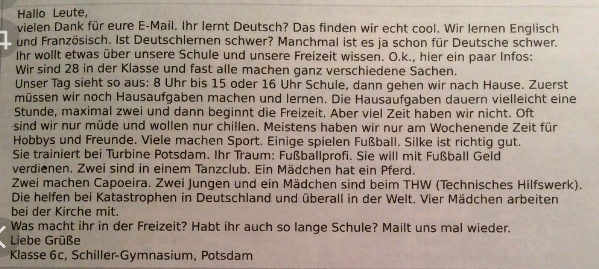 Hallo Leute,
vielen Dank für eure E-Mail. Ihr lernt Deutsch? Das finden wir echt cool. Wir lernen Englisch
und Französisch. Ist Deutschlernen schwer? Manchmal ist es ja schon für Deutsche schwer.
Ihr wollt etwas über unsere Schule und unsere Freizeit wissen. O.k., hier ein paar Infos:
Wir sind 28 in der Klasse und fast alle machen ganz verschiedene Sachen.
Unser Tag sieht so aus: 8 Uhr bis 15 oder 16 Uhr Schule, dann gehen wir nach Hause. Zuerst
müssen wir noch Hausaufgaben machen und lernen. Die Hausaufgaben dauern vielleicht eine
Stunde, maximal zwei und dann beginnt die Freizeit. Aber viel Zeit haben wir nicht. Oft
sind wir nur müde und wollen nur chillen. Meistens haben wir nur am Wochenende Zeit für
Hobbys und Freunde. Viele machen Sport. Einige spielen Fußball. Silke ist richtig gut.
Sie trainiert bei Turbine Potsdam. Ihr Traum: Fußballprofi. Sie will mit Fußball Geld
verdienen. Zwei sind in einem Tanzclub. Ein Mädchen hat ein Pferd.
Zwei machen Capoeira. Zwei Jungen und ein Mädchen sind beim THW (Technisches Hilfswerk).
Die helfen bei Katastrophen in Deutschland und überall in der Welt. Vier Mädchen arbeiten
bei der Kirche mit.
Was macht ihr in der Freizeit? Habt ihr auch so lange Schule? Mailt uns mal wieder.
Liebe Grüße
Klasse 6c, Schiller-Gymnasium, Potsdam